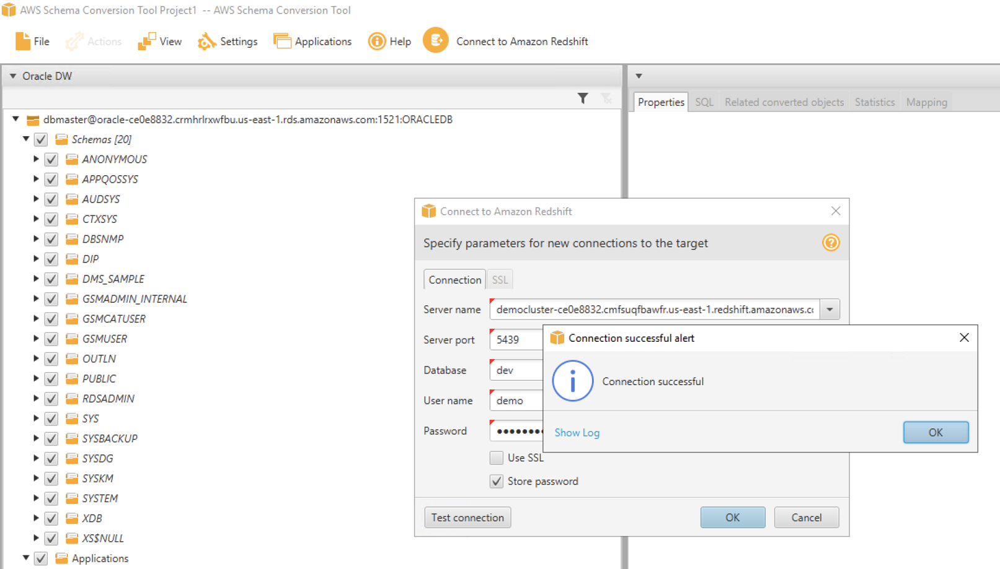 AWS Schema Conversion Tool Project1 -- AWS Schema Conversion Tool
File Actions View Settings Applications Help Connect to Amazon Redshift
Oracle DW
dbmaster@oracle-ce0e8832.crmhrlrxwfbu.us-east-1.rds.amazonaws.com:1521:ORACLEDB
Schemas [20]
ANONYMOUS
APPQOSSYS
AUDSYS
CTXSYS
DBSNMP
DIP
DMS_SAMPLE
GSMADMIN_INTERNAL
GSMCATUSER
GSMUSER
OUTLN
PUBLIC
RDSADMIN
SYS
SYSBACKUP
SYSDG
SYSKM
SYSTEM
XDB
XS$NULL
Applications
Properties SQL Related converted objects Statistics Mapping
Connect to Amazon Redshift
Specify parameters for new connections to the target
Connection SSL
Server name democluster-ce0e8832.cmfsuqfbawfr.us-east-1.redshift.amazonaws.cc
Server port 5439
Database dev
User name demo
Password ••••••••
Use SSL
Store password
Test connection OK Cancel
Connection successful alert
Connection successful
Show Log OK